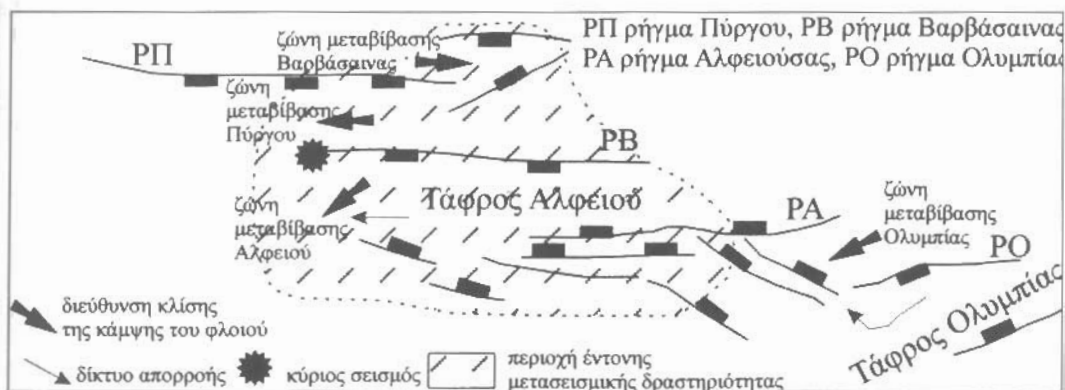 ΡΠ
ζώνη μεταβίβασης
Βαρβάσαινας
ΡΠ ρήγμα Πύργου, ΡΒ ρήγμα Βαρβάσαινας
ΡΑ ρήγμα Αλφειούσας, ΡΟ ρήγμα Ολυμπίας
ζώνη
μεταβίβασης
Πύργου
ΡΒ
Τάφρος Αλφειού
ζώνη
μεταβίβασης
Αλφειού
ΡΑ
ζώνη
μεταβίβασης
Ολυμπίας
ΡΟ
Τάφρος Ολυμπίας
διεύθυνση κλίσης
της κάμψης του φλοιού
δίκτυο απορροής
κύριος σεισμός
περιοχή έντονης
μετασεισμικής δραστηριότητας